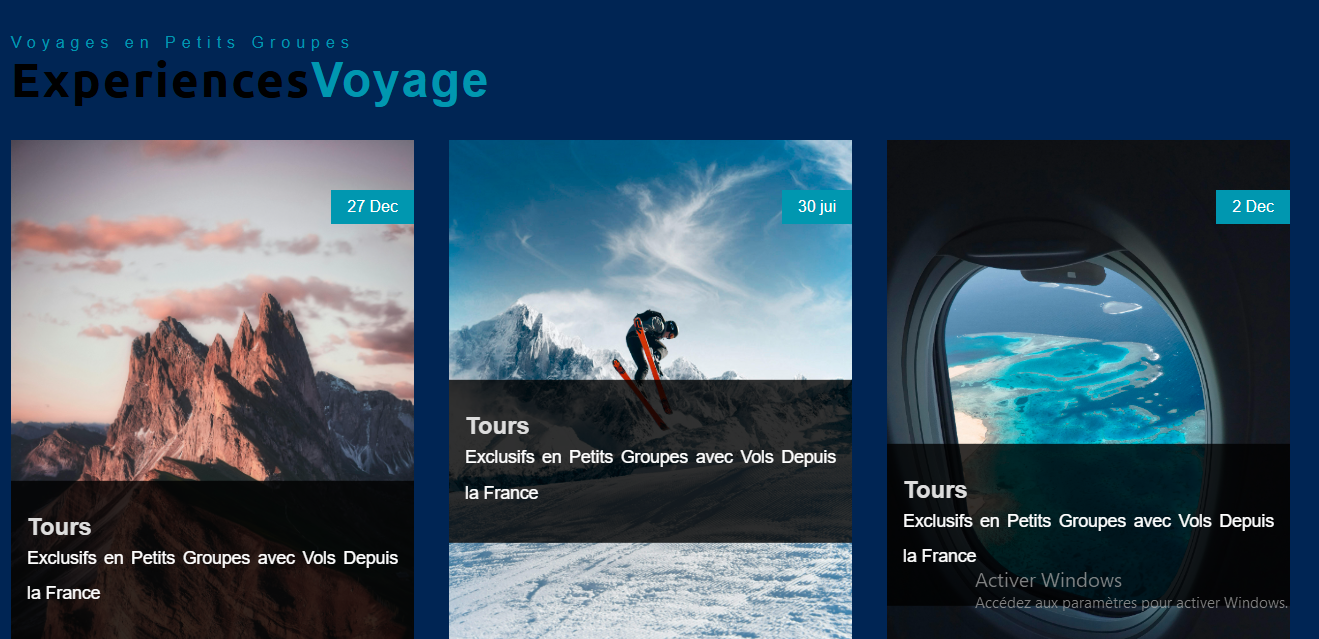 Voyages en Petits Groupes
ExperiencesVoyage
27 Dec
Tours
Exclusifs en Petits Groupes avec Vols Depuis
la France
30 jui
Tours
Exclusifs en Petits Groupes avec Vols Depuis
la France
2 Dec
Tours
Exclusifs en Petits Groupes avec Vols Depuis
la France
Activer Windows
Accédez aux paramètres pour activer Windows.